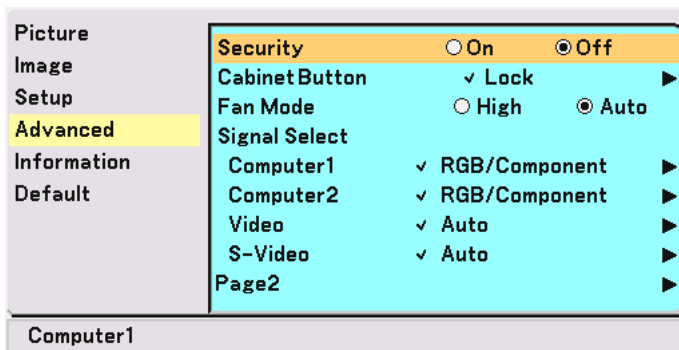 Picture
Image
Setup
Advanced
Information
Default
Security On Off
Cabinet Button Lock
Fan Mode High Auto
Signal Select
Computer1 RGB/Component
Computer2 RGB/Component
Video Auto
S-Video Auto
Page2
Computer1